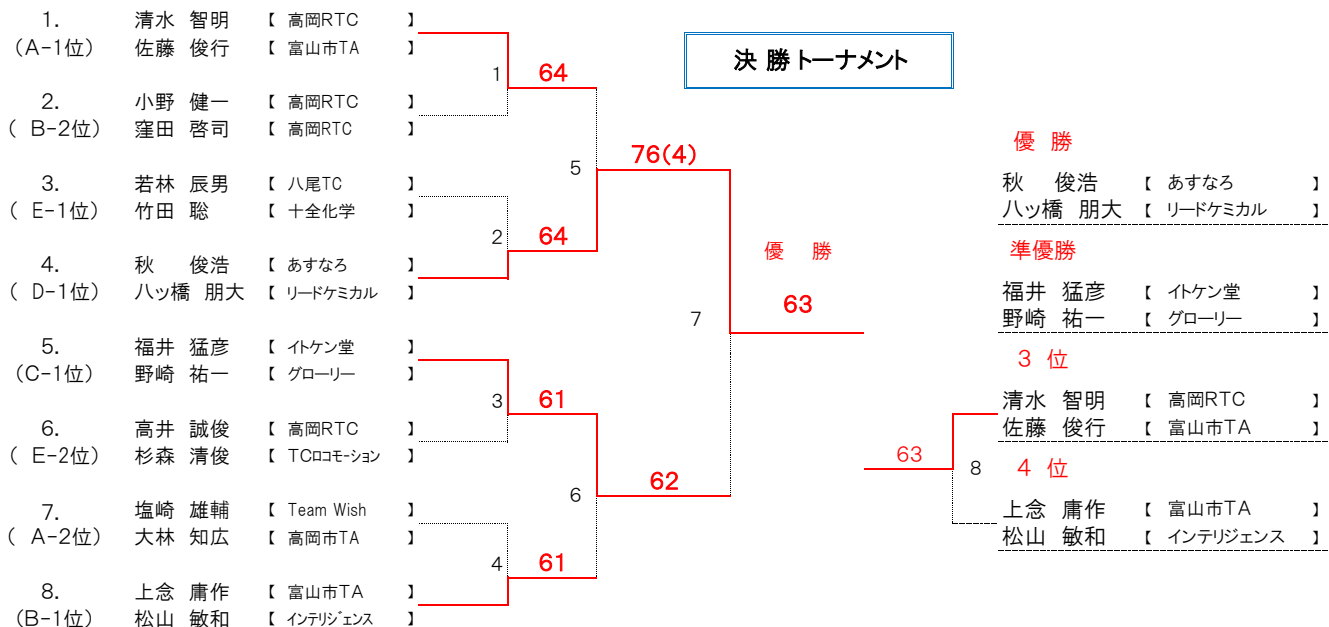 決 勝 トーナメント
1. 清水 智明 【 高岡RTC 】
(A-1位) 佐藤 俊行 【 富山市TA 】
1 64
2. 小野 健一 【 高岡RTC 】
( B-2位) 窪田 啓司 【 高岡RTC 】
5 76(4)
3. 若林 辰男 【 八尾TC 】
( E-1位) 竹田 聡 【 十全化学 】
2 64
4. 秋 俊浩 【 あすなろ 】
( D-1位) 八ッ橋 朋大 【 リードケミカル 】
優 勝
7 63
5. 福井 猛彦 【 イトケン堂 】
(C-1位) 野崎 祐一 【 グローリー 】
3 61
6. 高井 誠俊 【 高岡RTC 】
( E-2位) 杉森 清俊 【 TCロコモーション 】
6 62
7. 塩崎 雄輔 【 Team Wish 】
( A-2位) 大林 知広 【 高岡市TA 】
4 61
8. 上念 庸作 【 富山市TA 】
(B-1位) 松山 敏和 【 インテリジェンス 】
優 勝
秋 俊浩 【 あすなろ 】
八ッ橋 朋大 【 リードケミカル 】
準優勝
福井 猛彦 【 イトケン堂 】
野崎 祐一 【 グローリー 】
3 位
清水 智明 【 高岡RTC 】
佐藤 俊行 【 富山市TA 】
63 8
4 位
上念 庸作 【 富山市TA 】
松山 敏和 【 インテリジェンス 】